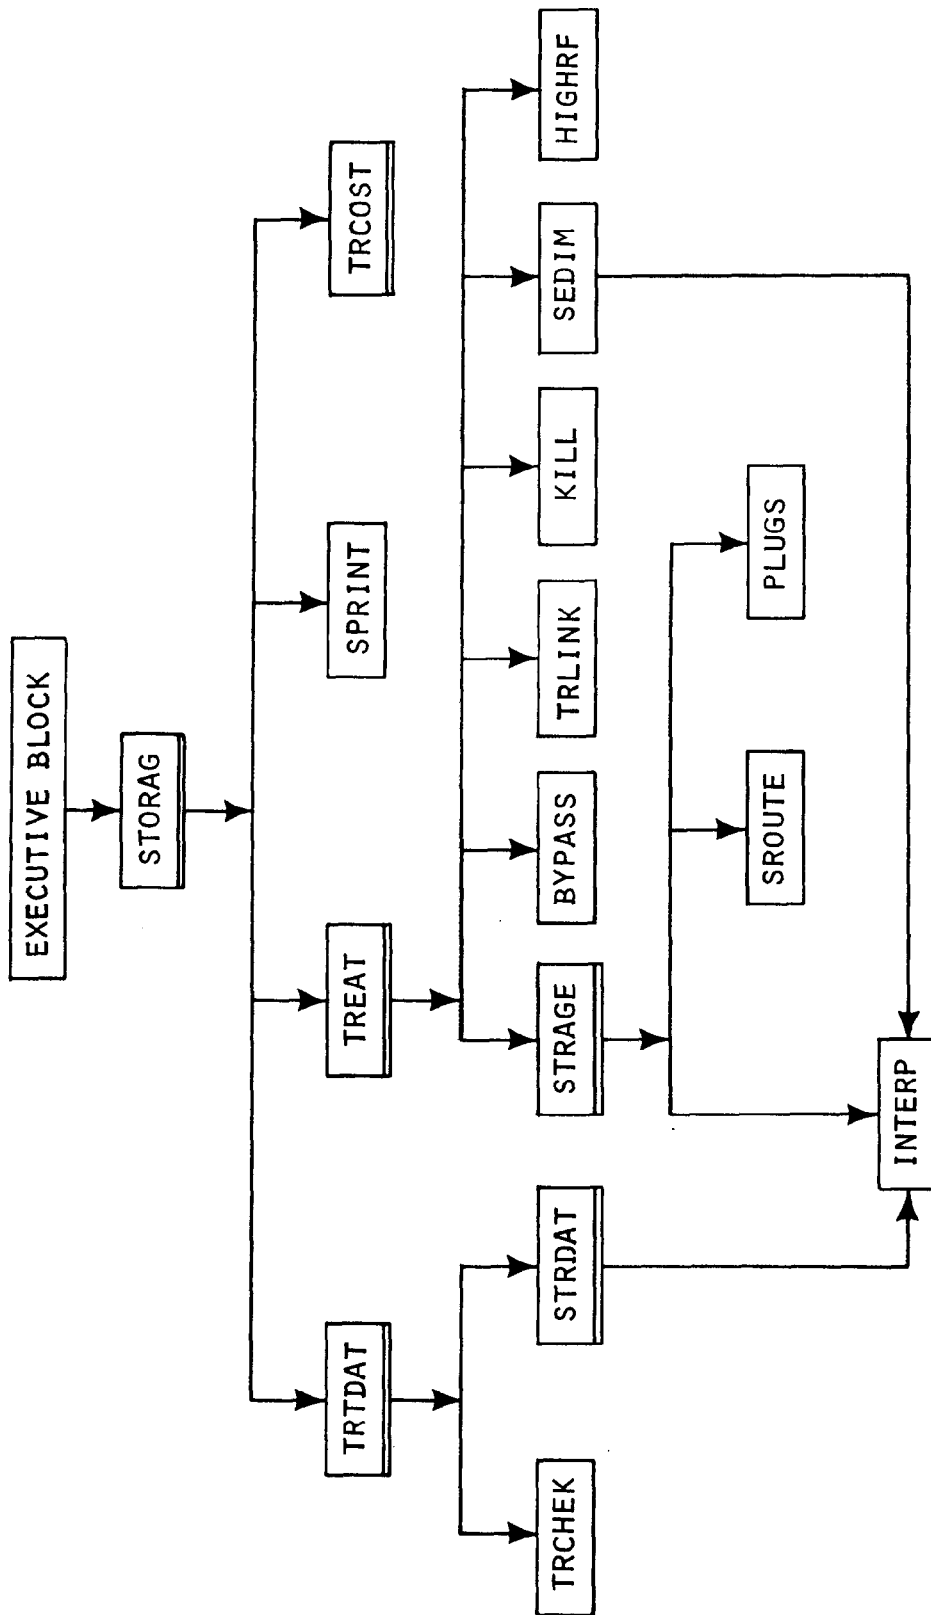 EXECUTIVE BLOCK
STORAG
TRTDAT
TREAT
SPRINT
TRCOST
TRCHEK
STRDAT
STRAGE
BYPASS
TRLINK
KILL
SEDIM
HIGHRF
SROUTE
PLUGS
INTERP